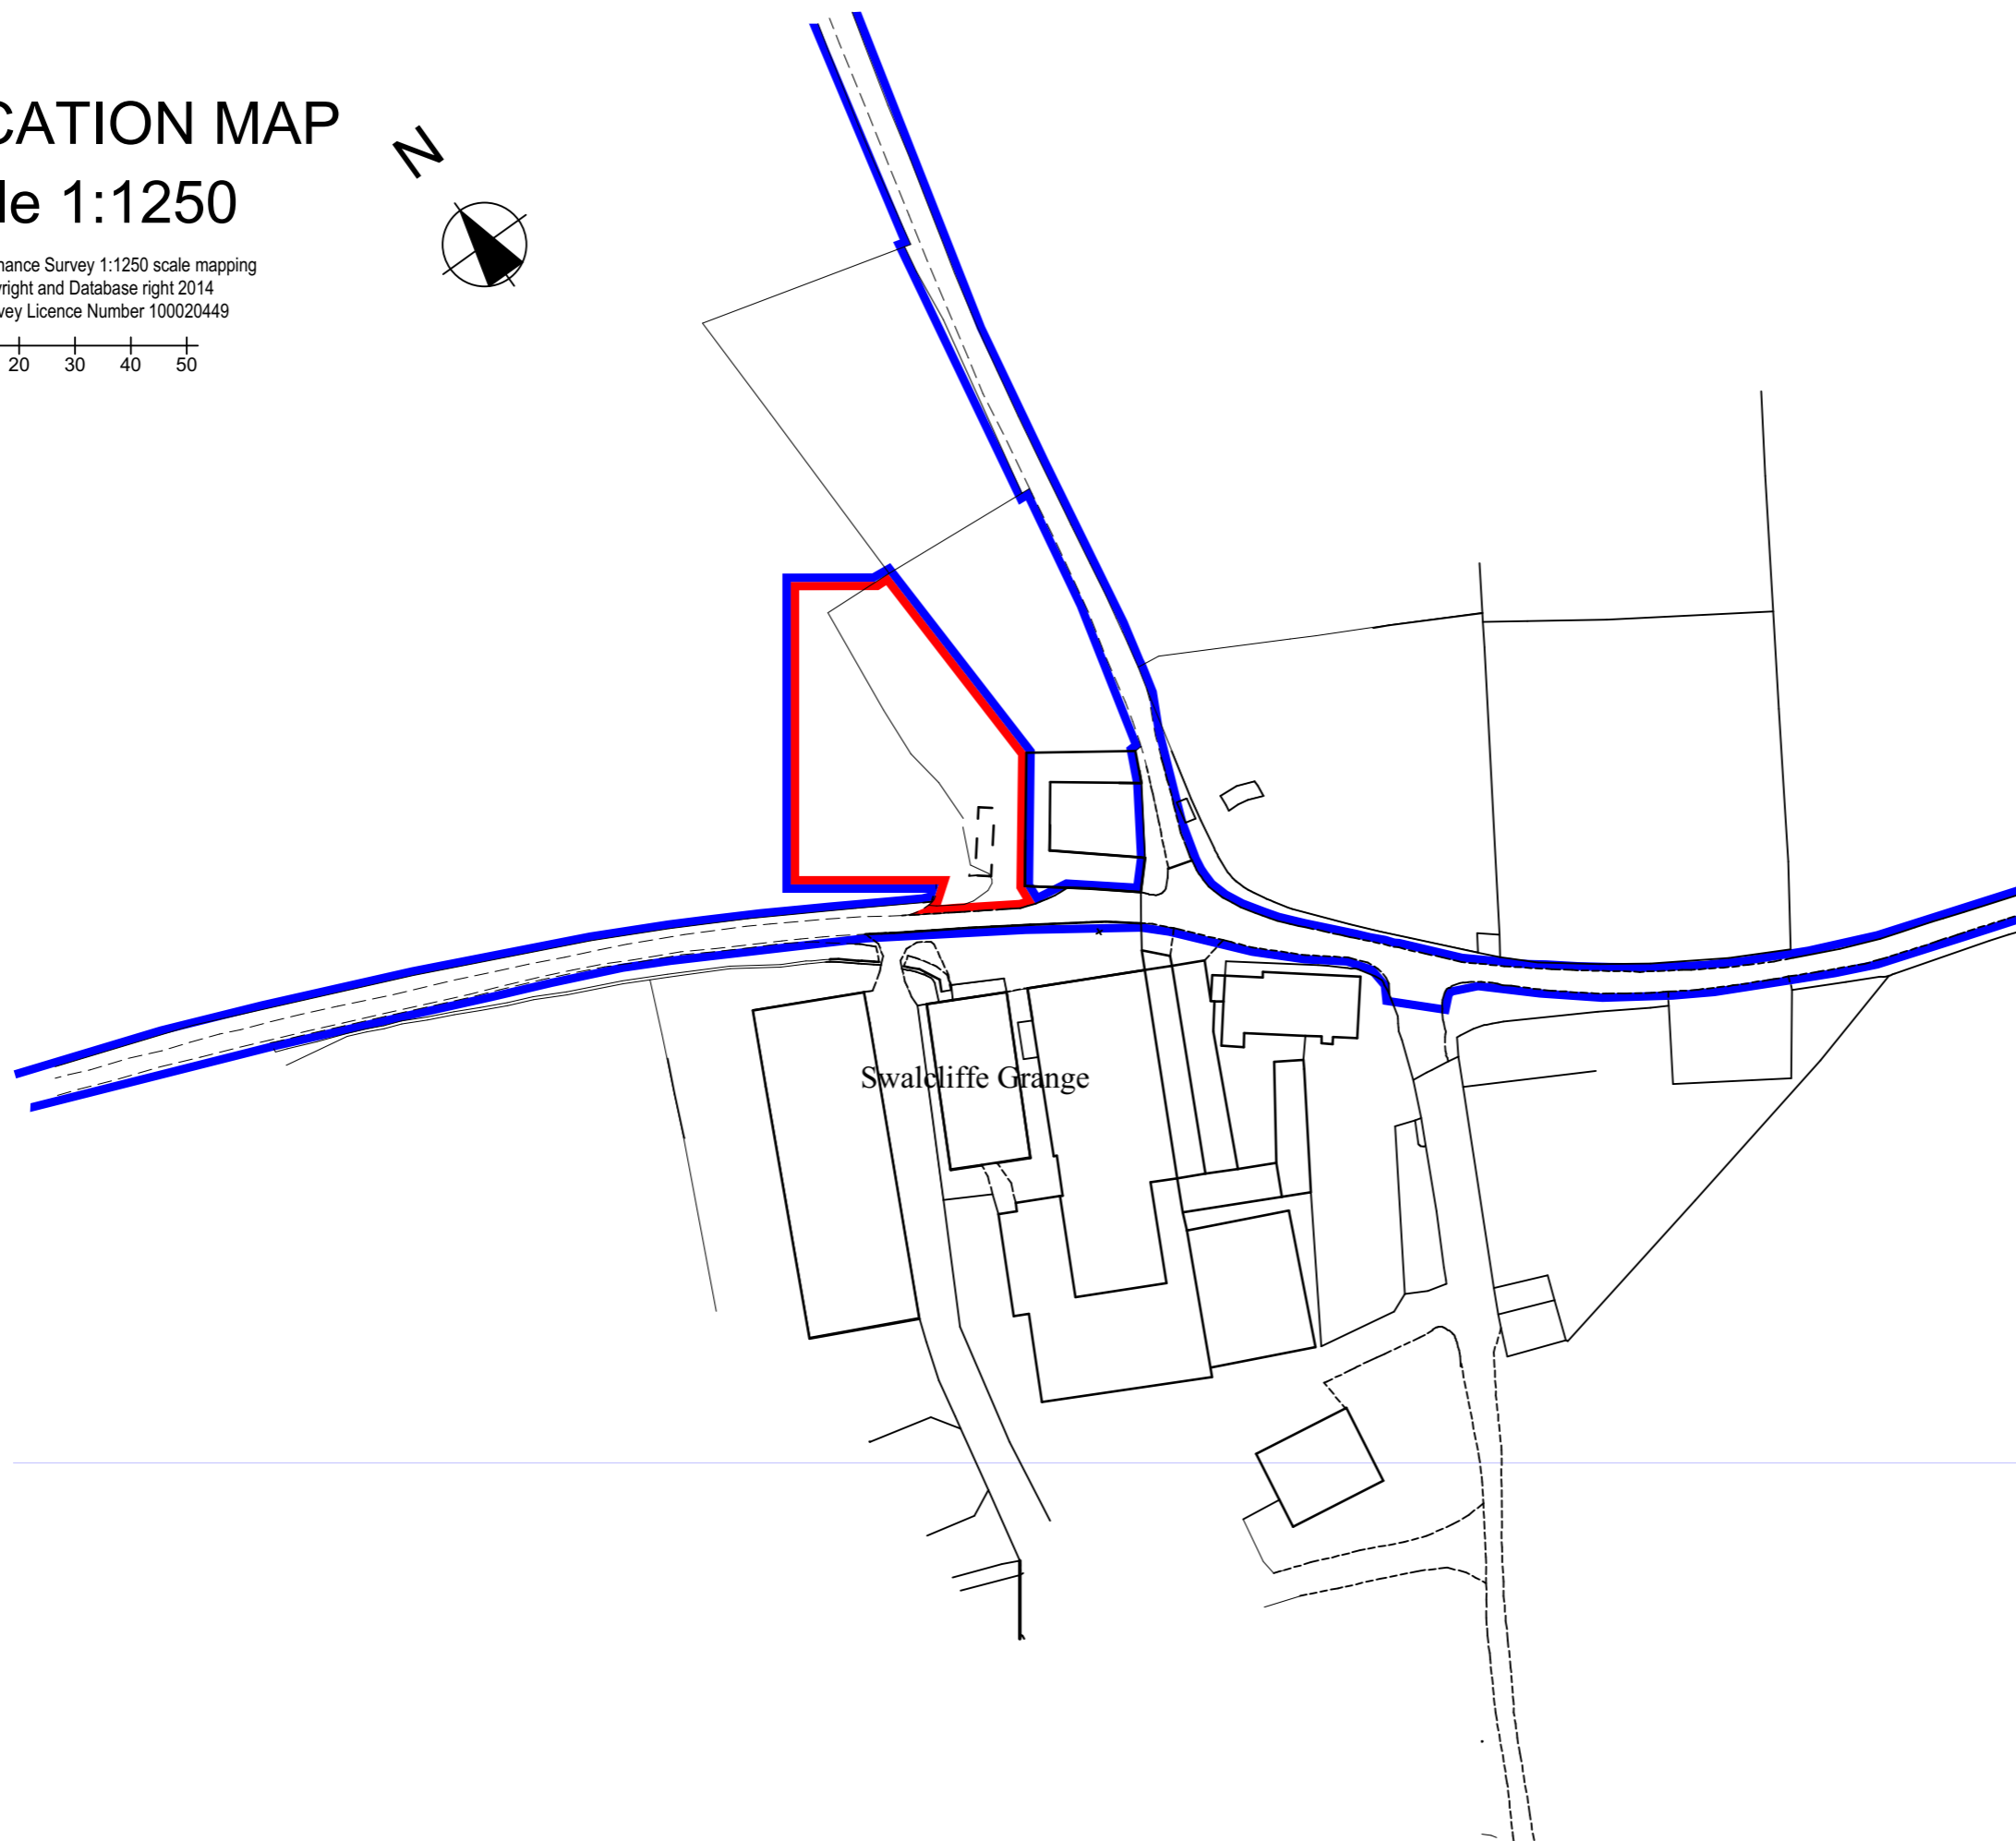 CATION MAP
le 1:1250
nance Survey 1:1250 scale mapping
right and Database right 2014
vey Licence Number 100020449
20 30 40 50
N
Swalcliffe Grange